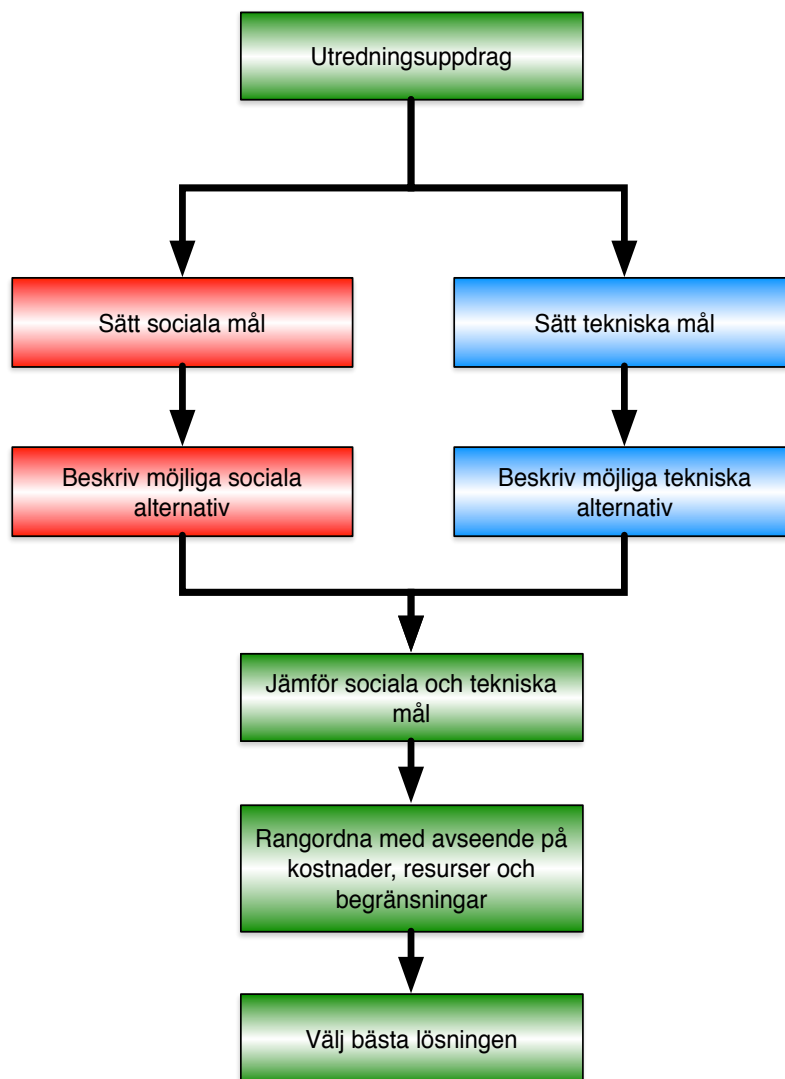 Utredningsuppdrag
Sätt sociala mål
Sätt tekniska mål
Beskriv möjliga sociala
alternativ
Beskriv möjliga tekniska
alternativ
Jämför sociala och tekniska
mål
Rangordna med avseende på
kostnader, resurser och
begränsningar
Välj bästa lösningen